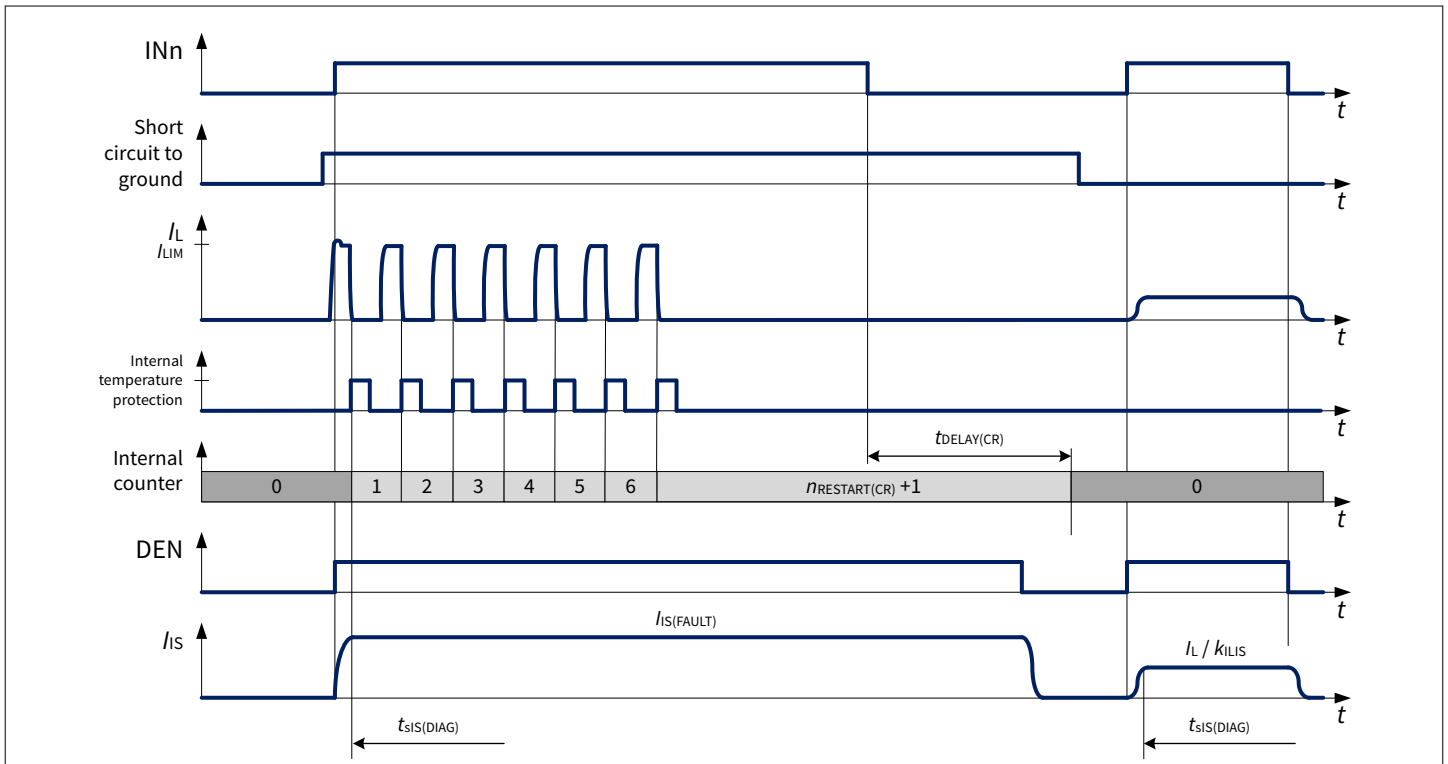 INn
t
Short
circuit to
ground
t
IL
ILIM
t
Internal
temperature
protection
t
tDELAY(CR)
Internal
counter
0 1 2 3 4 5 6 nRESTART(CR) +1 0
t
DEN
t
IIS(FAULT)
IIS
IL / kILIS
t
tsIS(DIAG) tsIS(DIAG)